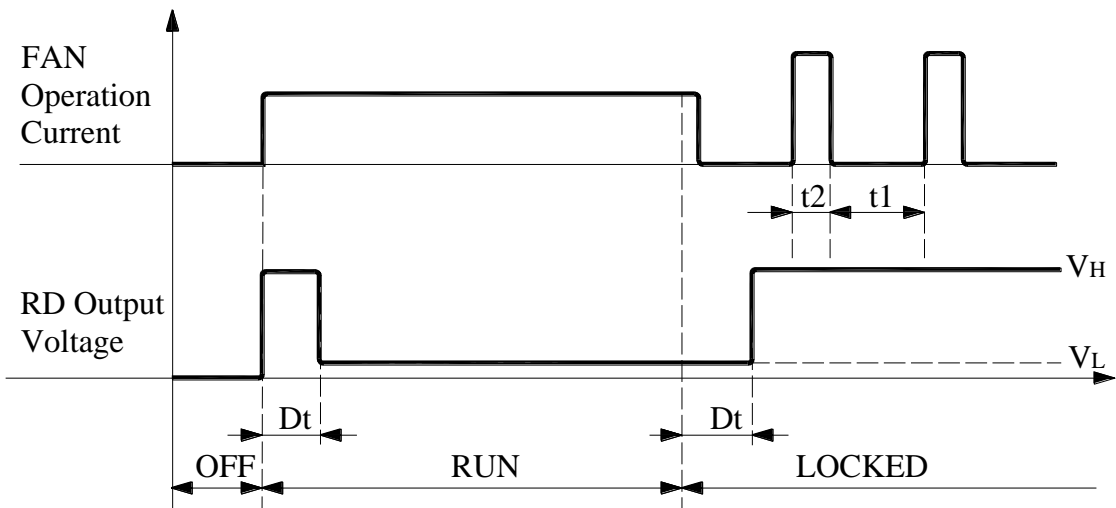 FAN
Operation
Current
t2
t1
RD Output
Voltage
VH
VL
Dt
Dt
OFF
RUN
LOCKED